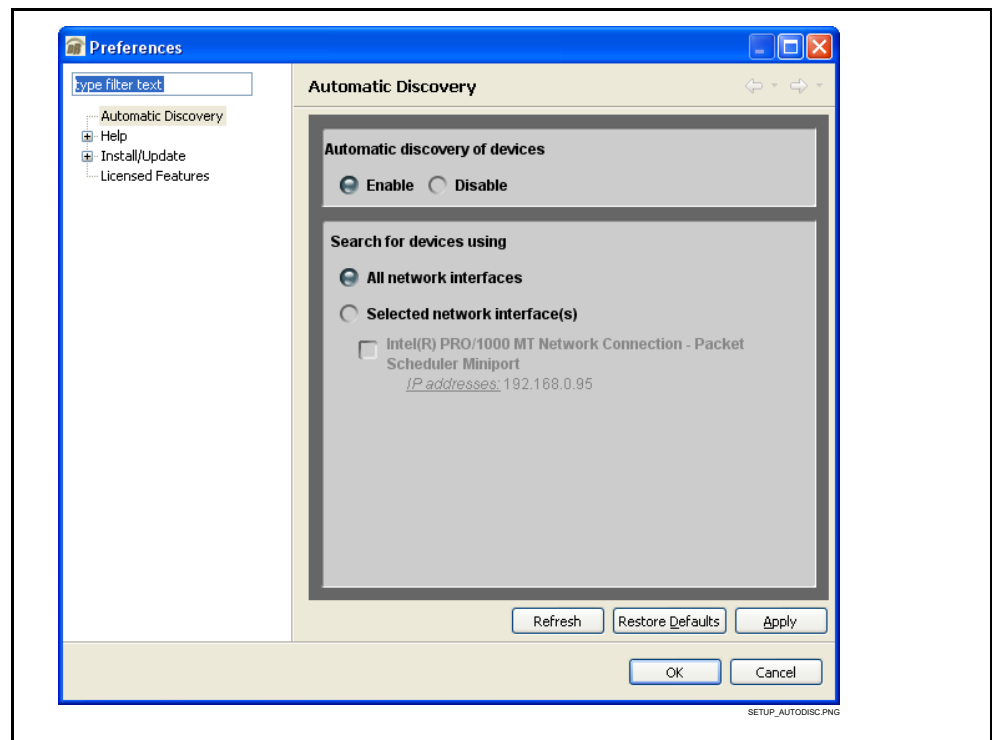 Preferences
type filter text
Automatic Discovery
Help
Install/Update
Licensed Features
Automatic Discovery
Automatic discovery of devices
Enable Disable
Search for devices using
All network interfaces
Selected network interface(s)
Intel(R) PRO/1000 MT Network Connection - Packet
Scheduler Miniport
IP addresses: 192.168.0.95
Refresh Restore Defaults Apply
OK Cancel
SETUP_AUTODISC.PNG